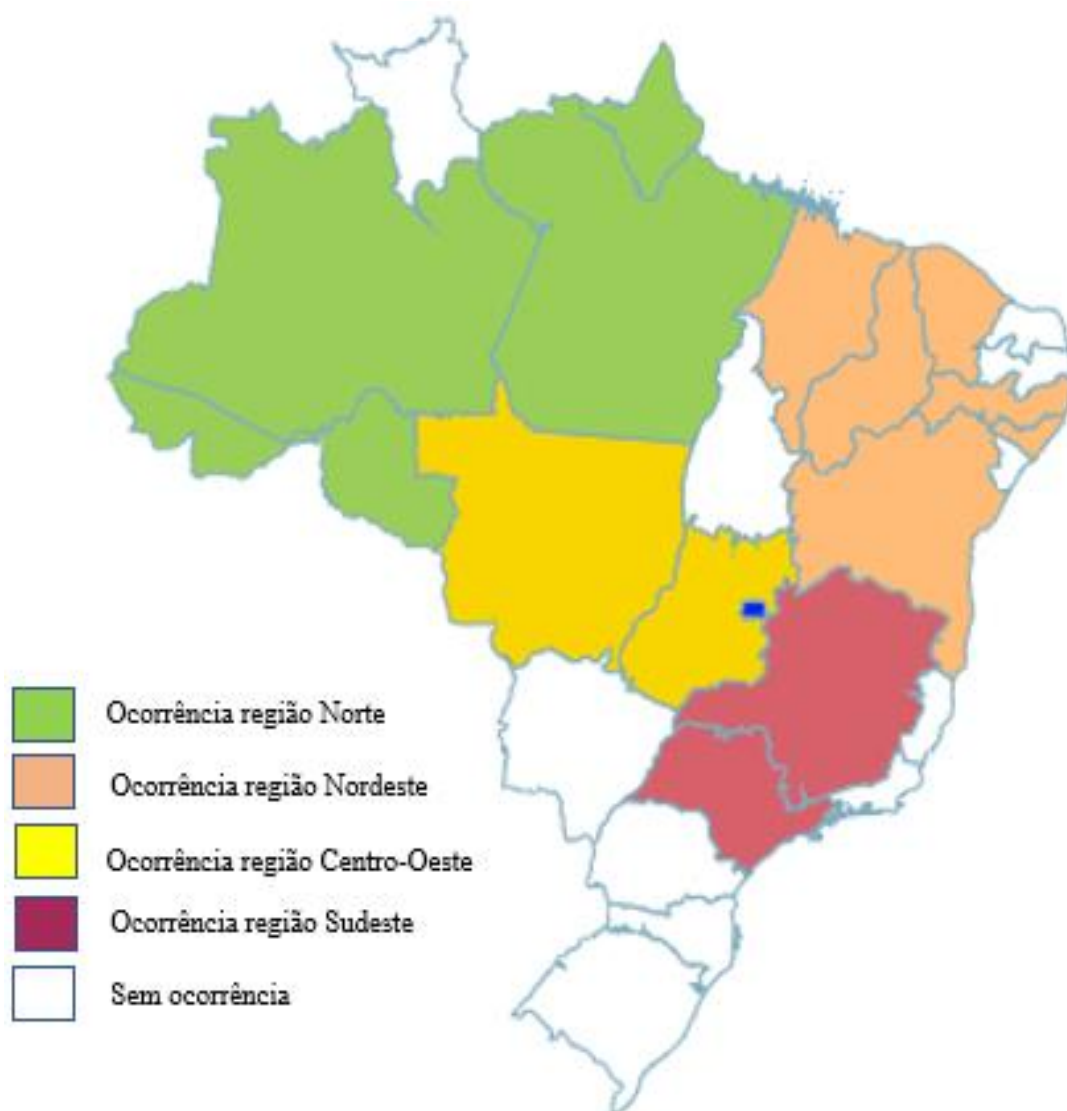 Ocorrência região Norte
Ocorrência região Nordeste
Ocorrência região Centro-Oeste
Ocorrência região Sudeste
Sem ocorrência